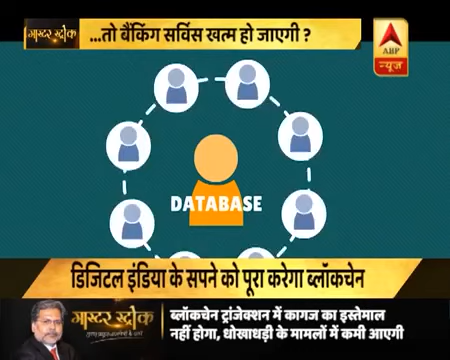 मास्टर स्ट्रोक
...तो बैंकिंग सर्विस खत्म हो जाएगी ?
ABP
न्यूज़
DATABASE
डिजिटल इंडिया के सपने को पूरा करेगा ब्लॉकचेन
मास्टर स्ट्रोक
ब्लॉकचेन ट्रांजेक्शन में कागज का इस्तेमाल
नहीं होगा, धोखाधड़ी के मामलों में कमी आएगी